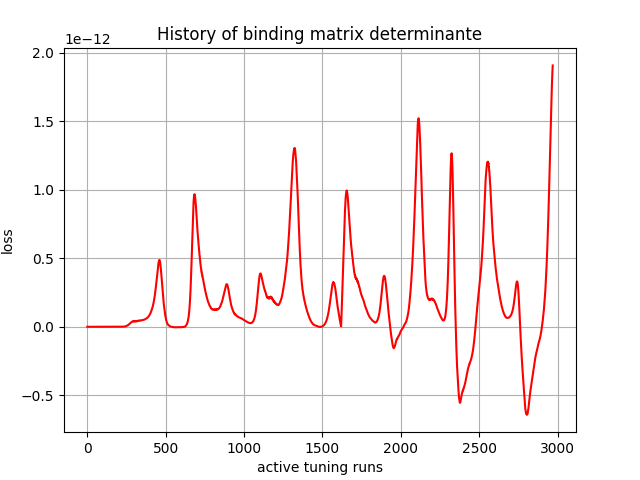 History of binding matrix determinante
1e−12
2.0
1.5
1.0
0.5
0.0
−0.5
loss
0 500 1000 1500 2000 2500 3000
active tuning runs